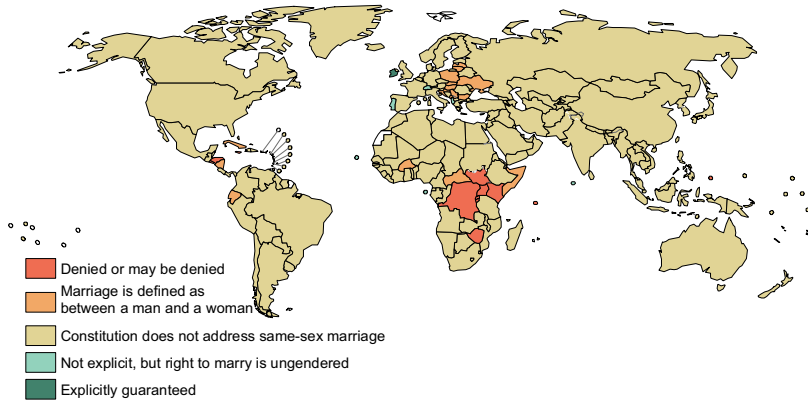 Denied or may be denied
Marriage is defined as
between a man and a woman
Constitution does not address same-sex marriage
Not explicit, but right to marry is ungendered
Explicitly guaranteed